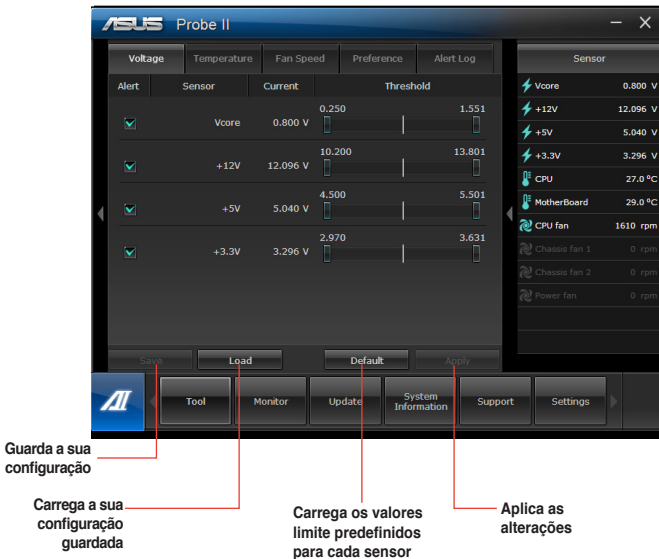 ASUS Probe II
Voltage Temperature Fan Speed Preference Alert Log
Alert Sensor Current Threshold
Vcore 0.800 V 0.250 1.551
+12V 12.096 V 10.200 13.801
+5V 5.040 V 4.500 5.501
+3.3V 3.296 V 2.970 3.631
Save Load Default Apply
Sensor
Vcore 0.800 V
+12V 12.096 V
+5V 5.040 V
+3.3V 3.296 V
CPU 27.0 ºC
MotherBoard 29.0 ºC
CPU fan 1610 rpm
Chassis fan 1 0 rpm
Chassis fan 2 0 rpm
Power fan 0 rpm
AI Tool Monitor Update System Information Support Settings
Guarda a sua
configuração
Carrega a sua
configuração
guardada
Carrega os valores
limite predefinidos
para cada sensor
Aplica as
alterações